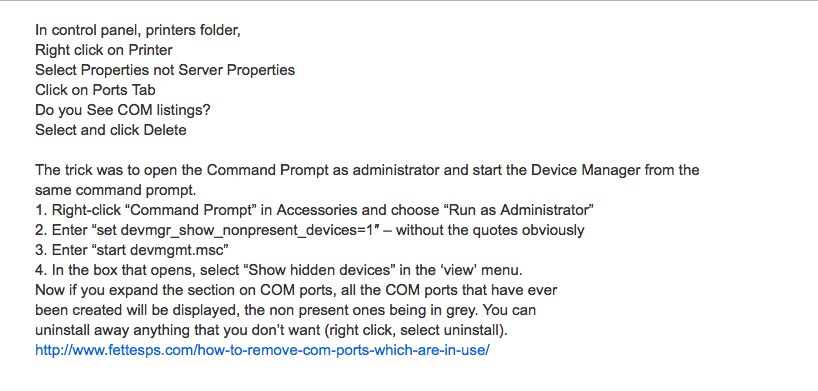 In control panel, printers folder,
Right click on Printer
Select Properties not Server Properties
Click on Ports Tab
Do you See COM listings?
Select and click Delete
The trick was to open the Command Prompt as administrator and start the Device Manager from the
same command prompt.
1. Right-click “Command Prompt” in Accessories and choose “Run as Administrator”
2. Enter “set devmgr_show_nonpresent_devices=1″ – without the quotes obviously
3. Enter “start devmgmt.msc”
4. In the box that opens, select “Show hidden devices” in the ‘view’ menu.
Now if you expand the section on COM ports, all the COM ports that have ever
been created will be displayed, the non present ones being in grey. You can
uninstall away anything that you don’t want (right click, select uninstall).
http://www.fettesps.com/how-to-remove-com-ports-which-are-in-use/